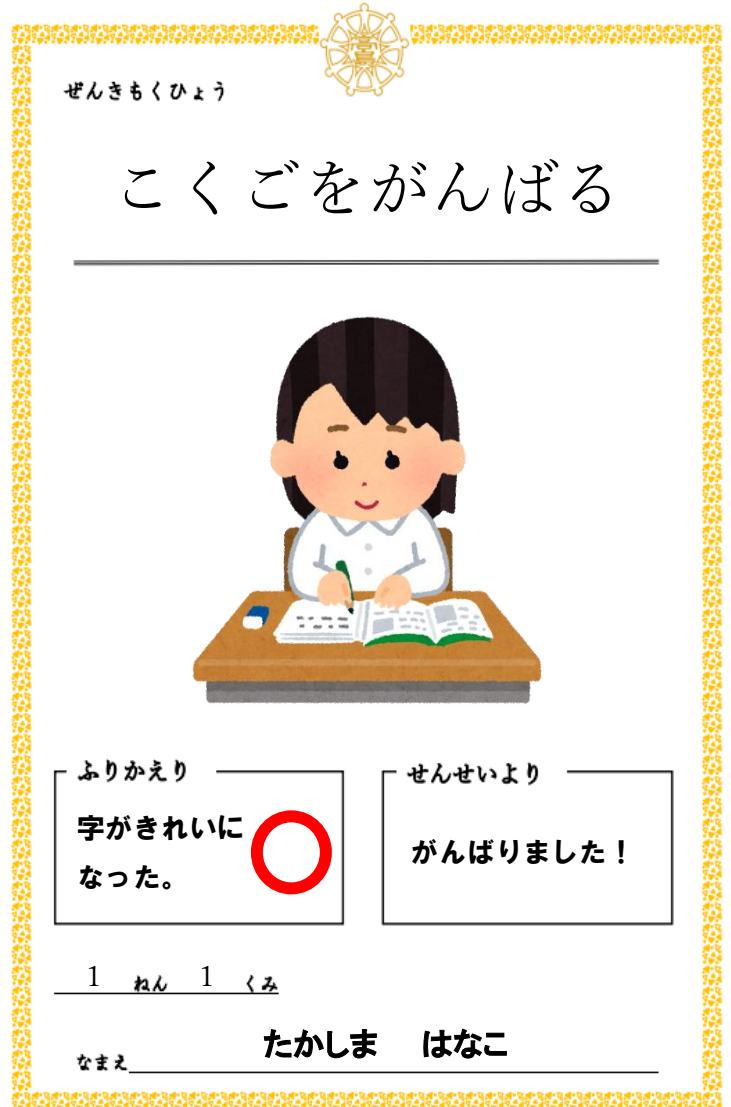 賞
ぜんきもくひょう
こくごをがんばる
ふりかえり
字がきれいに
なった。
せんせいより
がんばりました！
1 ねん 1 くみ
なまえ たかしま はなこ